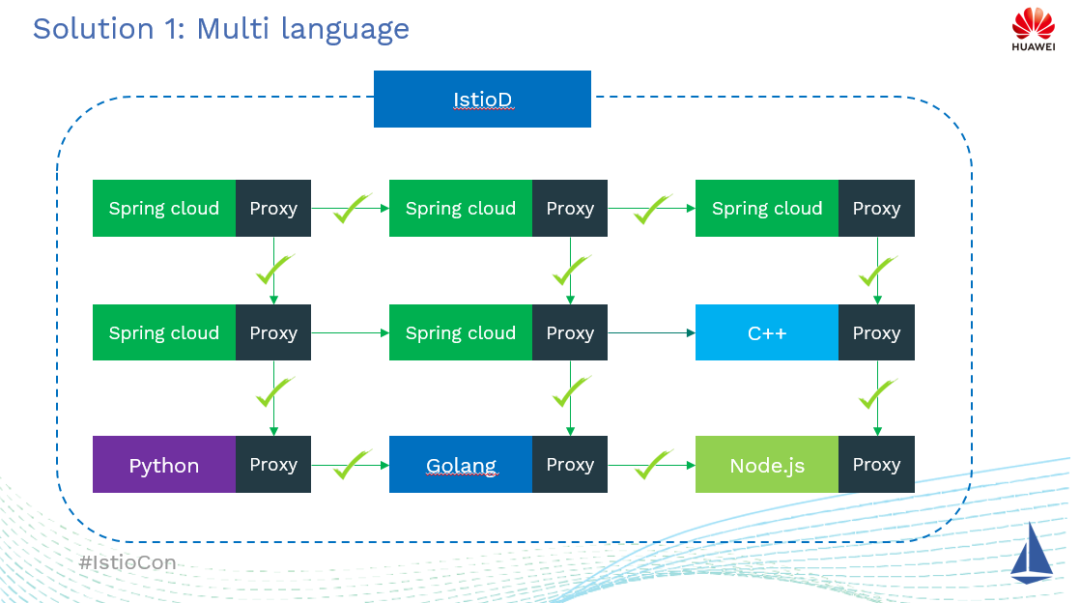 Solution 1: Multi language
HUAWEI
IstioD
Spring cloud Proxy Spring cloud Proxy Spring cloud Proxy
Spring cloud Proxy Spring cloud Proxy C++ Proxy
Python Proxy Golang Proxy Node.js Proxy
#IstioCon